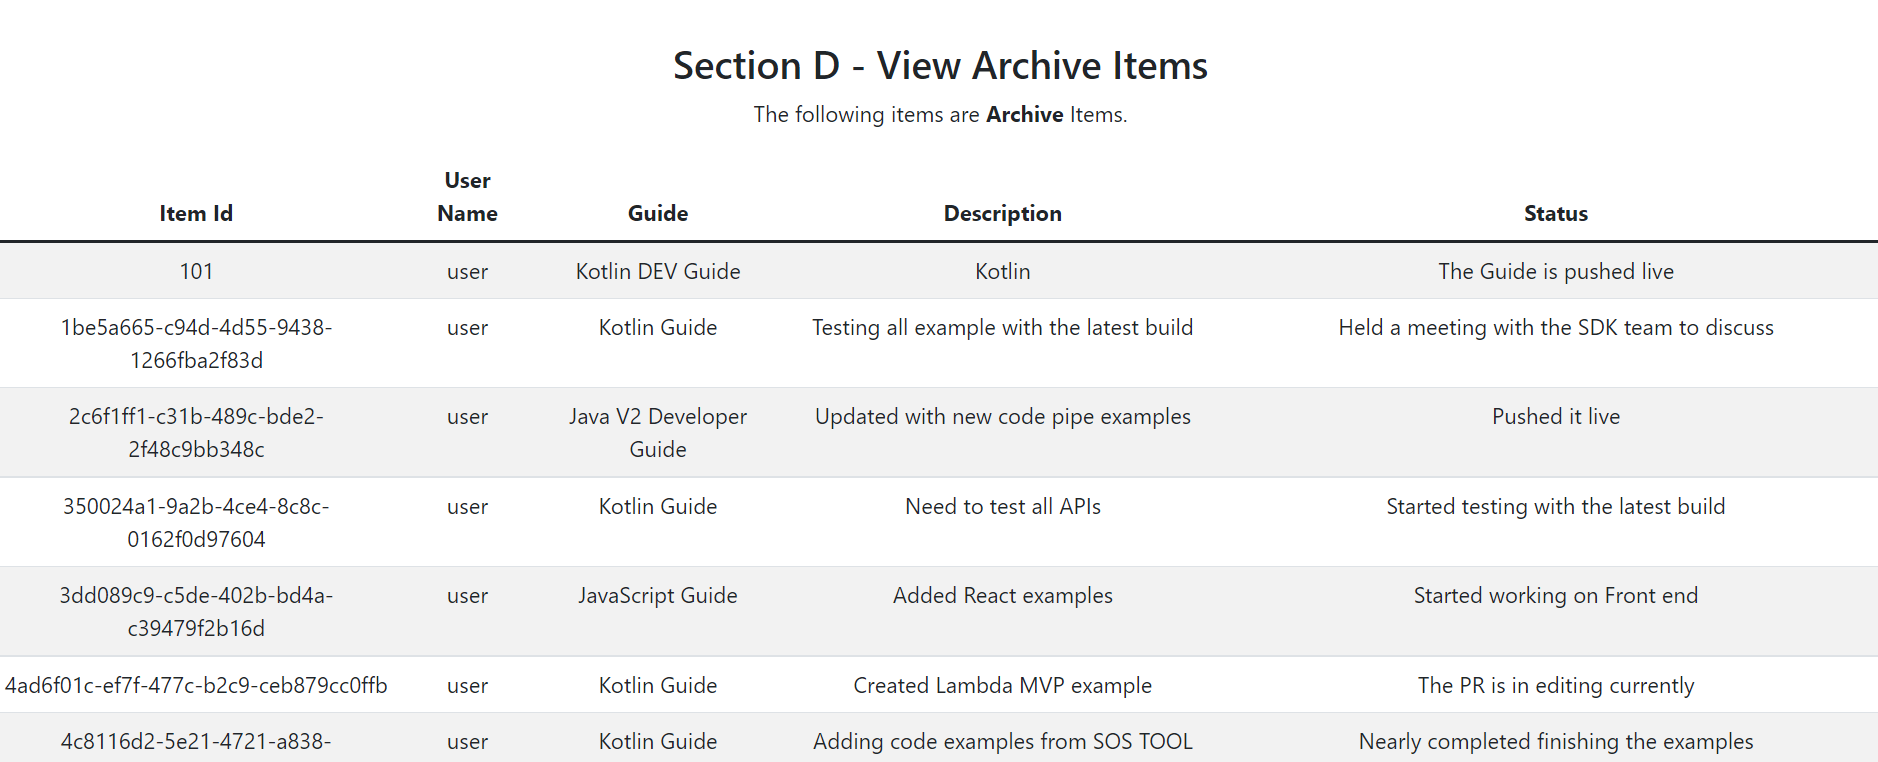 Section D - View Archive Items
The following items are Archive Items.
Item Id User Name Guide Description Status
101 user Kotlin DEV Guide Kotlin The Guide is pushed live
1be5a665-c94d-4d55-9438- user Kotlin Guide Testing all example with the latest build Held a meeting with the SDK team to discuss
1266fba2f83d
2c6f1ff1-c31b-489c-bde2- user Java V2 Developer Updated with new code pipe examples Pushed it live
2f48c9bb348c Guide
350024a1-9a2b-4ce4-8c8c- user Kotlin Guide Need to test all APIs Started testing with the latest build
0162f0d97604
3dd089c9-c5de-402b-bd4a- user JavaScript Guide Added React examples Started working on Front end
c39479f2b16d
4ad6f01c-ef7f-477c-b2c9-ceb879cc0ffb user Kotlin Guide Created Lambda MVP example The PR is in editing currently
4c8116d2-5e21-4721-a838- user Kotlin Guide Adding code examples from SOS TOOL Nearly completed finishing the examples